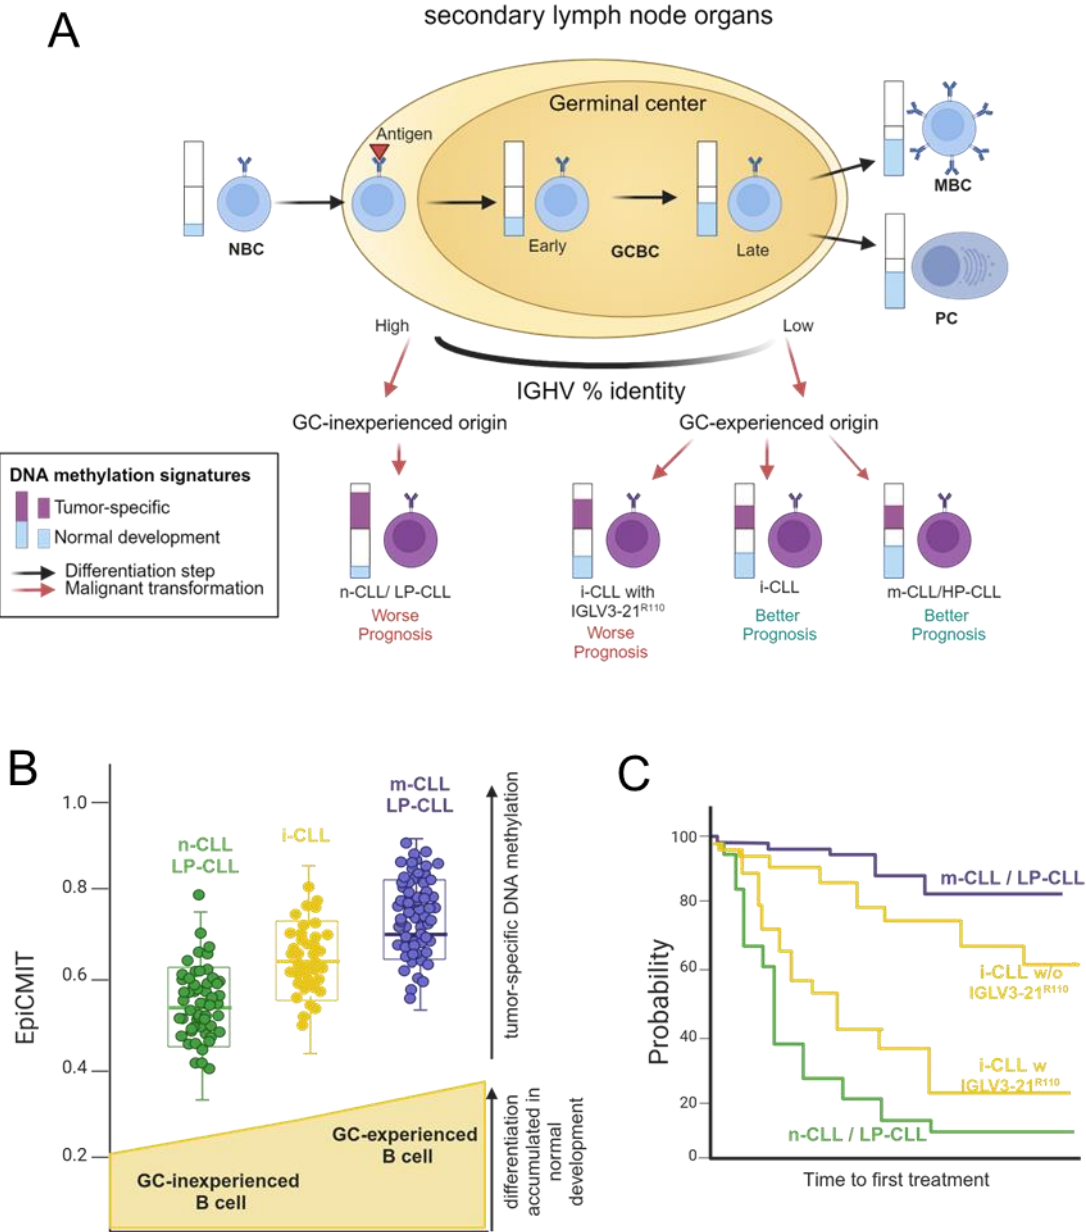 A
secondary lymph node organs
Germinal center
Antigen
NBC
Early
GCBC
Late
MBC
PC
High
Low
IGHV % identity
GC-inexperienced origin
GC-experienced origin
DNA methylation signatures
Tumor-specific
Normal development
Differentiation step
Malignant transformation
n-CLL/ LP-CLL
Worse
Prognosis
i-CLL with
IGLV3-21R110
Worse
Prognosis
i-CLL
Better
Prognosis
m-CLL/HP-CLL
Better
Prognosis
B
EpiCMIT
1.0
0.8
0.6
0.4
0.2
n-CLL
LP-CLL
i-CLL
m-CLL
LP-CLL
tumor-specific DNA methylation
GC-inexperienced
B cell
GC-experienced
B cell
differentiation
accumulated in
normal
development
C
Probability
100
80
60
40
20
0
m-CLL / LP-CLL
i-CLL w/o
IGLV3-21R110
i-CLL w
IGLV3-21R110
n-CLL / LP-CLL
Time to first treatment